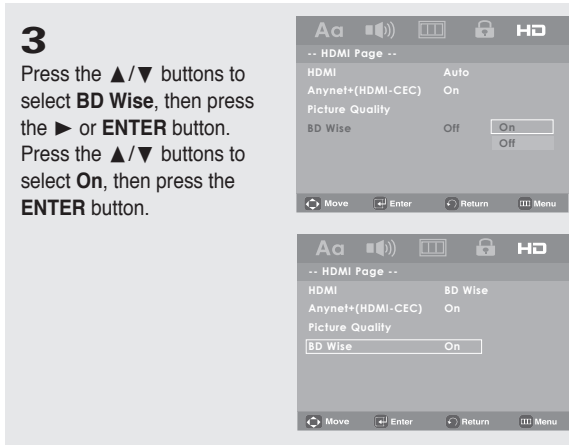 3
Press the ▲/▼ buttons to
select BD Wise, then press
the ► or ENTER button.
Press the ▲/▼ buttons to
select On, then press the
ENTER button.
Aa HD
-- HDMI Page --
HDMI Auto
Anynet+(HDMI-CEC) On
Picture Quality
BD Wise Off On
Off
Move Enter Return Menu
Aa HD
-- HDMI Page --
HDMI BD Wise
Anynet+(HDMI-CEC) On
Picture Quality
BD Wise On
Move Enter Return Menu